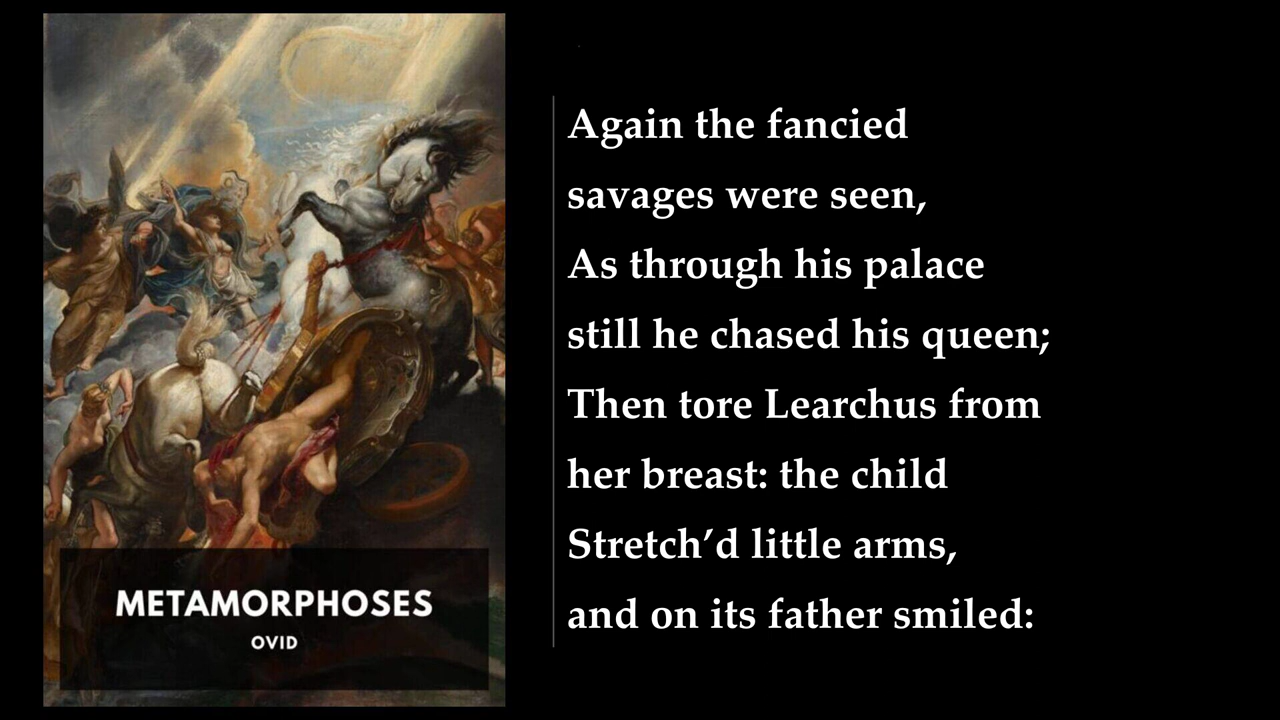 METAMORPHOSES
OVID
Again the fancied
savages were seen,
As through his palace
still he chased his queen;
Then tore Learchus from
her breast: the child
Stretch’d little arms,
and on its father smiled: